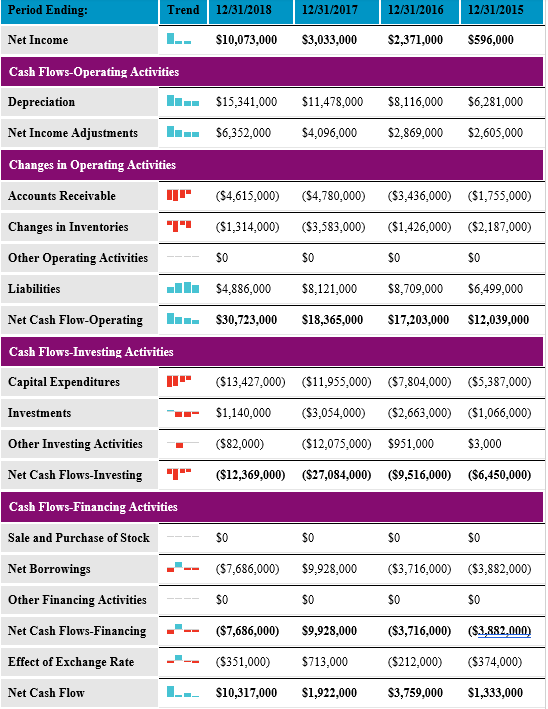 Period Ending: Trend 12/31/2018 12/31/2017 12/31/2016 12/31/2015
Net Income $10,073,000 $3,033,000 $2,371,000 $596,000
Cash Flows-Operating Activities
Depreciation $15,341,000 $11,478,000 $8,116,000 $6,281,000
Net Income Adjustments $6,352,000 $4,096,000 $2,869,000 $2,605,000
Changes in Operating Activities
Accounts Receivable ($4,615,000) ($4,780,000) ($3,436,000) ($1,755,000)
Changes in Inventories ($1,314,000) ($3,583,000) ($1,426,000) ($2,187,000)
Other Operating Activities $0 $0 $0 $0
Liabilities $4,886,000 $8,121,000 $8,709,000 $6,499,000
Net Cash Flow-Operating $30,723,000 $18,365,000 $17,203,000 $12,039,000
Cash Flows-Investing Activities
Capital Expenditures ($13,427,000) ($11,955,000) ($7,804,000) ($5,387,000)
Investments $1,140,000 ($3,054,000) ($2,663,000) ($1,066,000)
Other Investing Activities ($82,000) ($12,075,000) $951,000 $3,000
Net Cash Flows-Investing ($12,369,000) ($27,084,000) ($9,516,000) ($6,450,000)
Cash Flows-Financing Activities
Sale and Purchase of Stock $0 $0 $0 $0
Net Borrowings ($7,686,000) $9,928,000 ($3,716,000) ($3,882,000)
Other Financing Activities $0 $0 $0 $0
Net Cash Flows-Financing ($7,686,000) $9,928,000 ($3,716,000) ($3,882,000)
Effect of Exchange Rate ($351,000) $713,000 ($212,000) ($374,000)
Net Cash Flow $10,317,000 $1,922,000 $3,759,000 $1,333,000